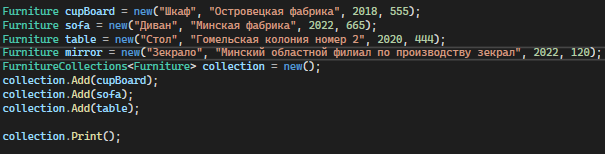 Furniture cupBoard = new("Шкаф", "Островецкая фабрика", 2018, 555);
Furniture sofa = new("Диван", "Минская фабрика", 2022, 665);
Furniture table = new("Стол", "Гомельская колония номер 2", 2020, 444);
Furniture mirror = new("Зекрало", "Минский областной филиал по производству зекрал", 2022, 120);
FurnitureCollections<Furniture> collection = new();
collection.Add(cupBoard);
collection.Add(sofa);
collection.Add(table);
collection.Print();